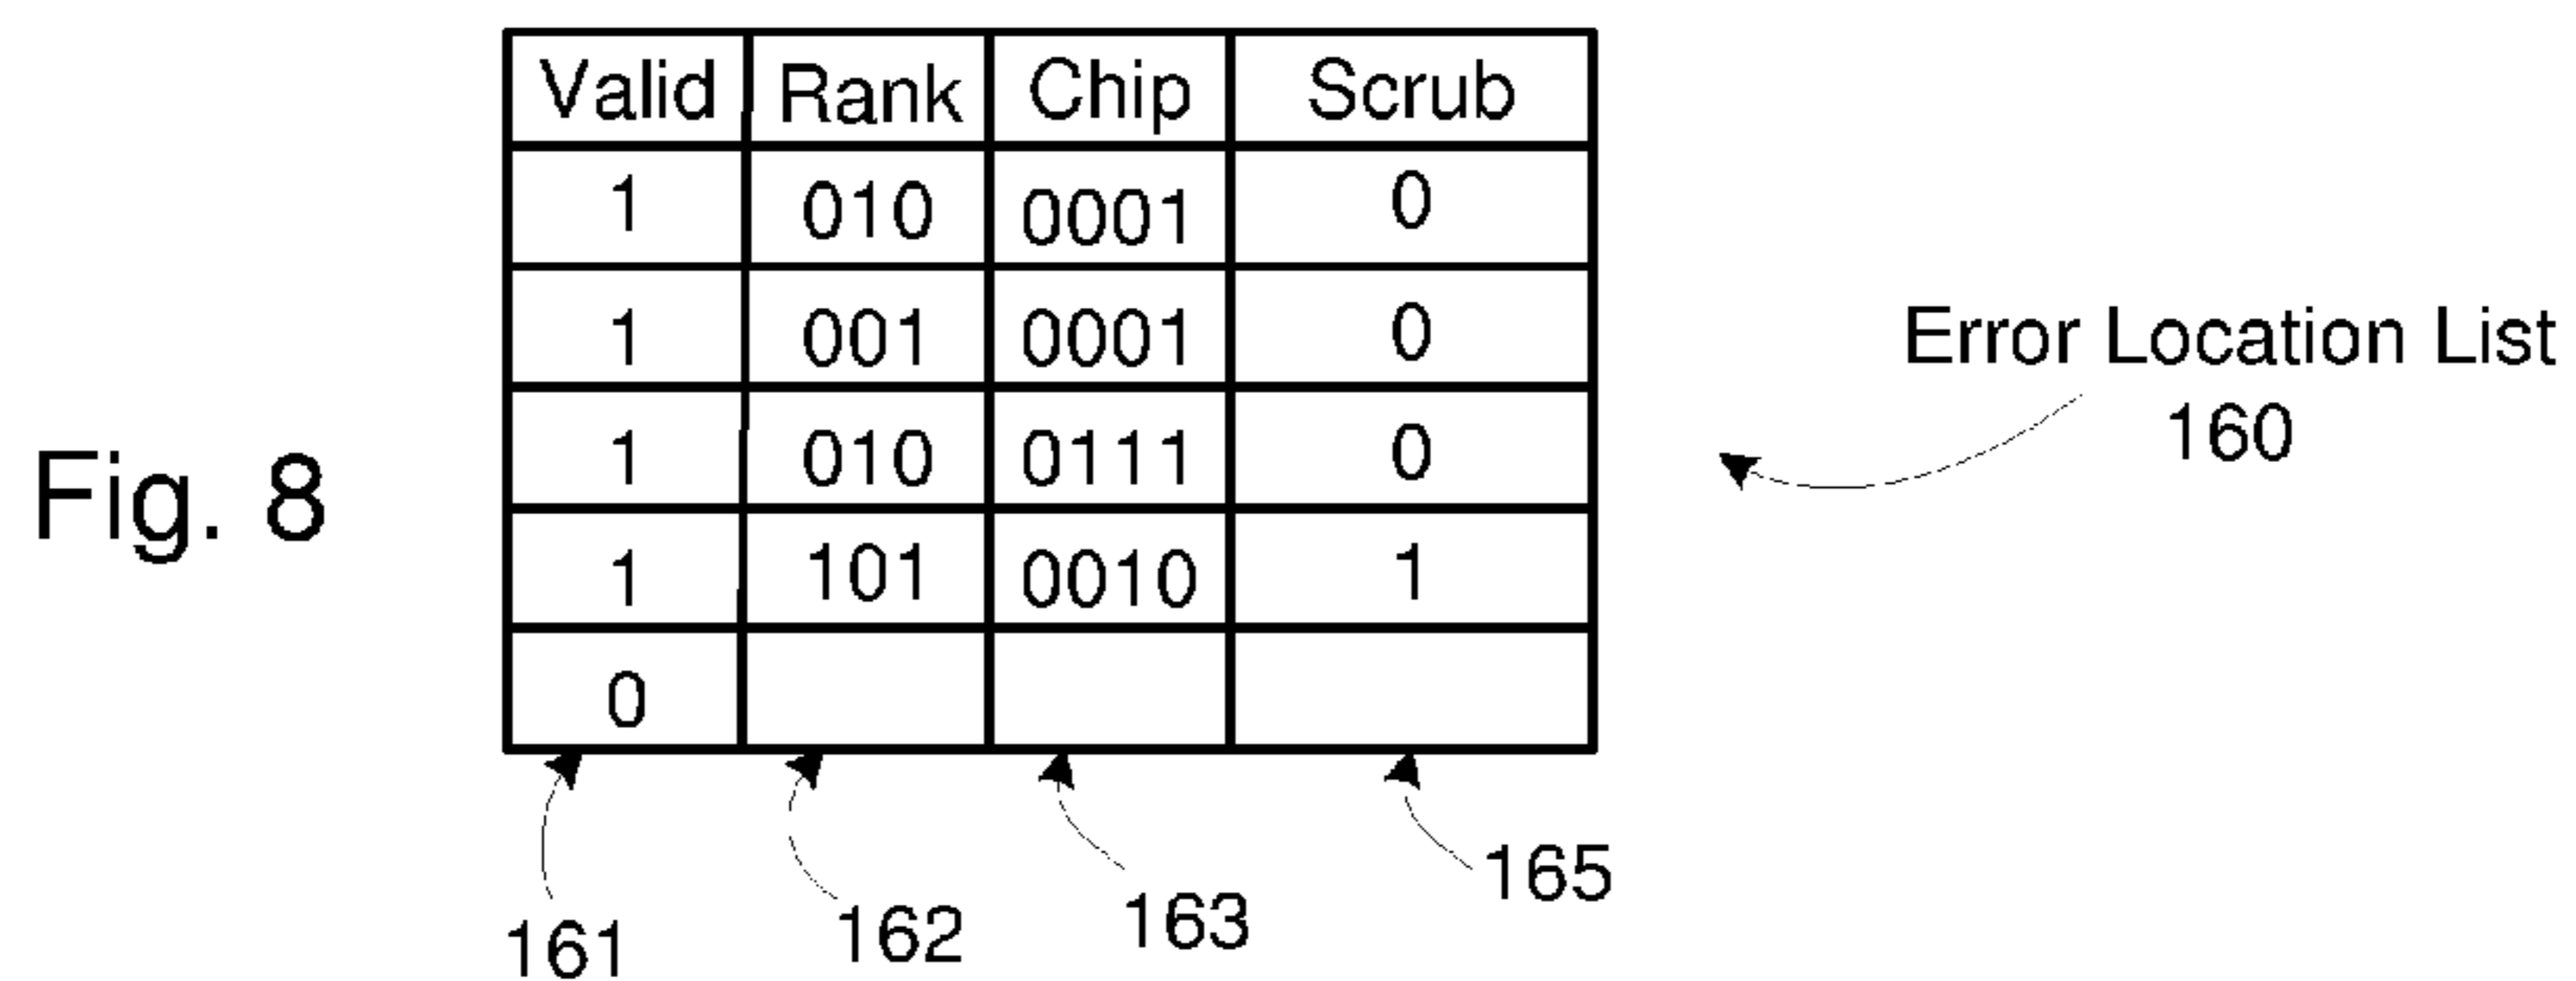 Valid Rank Chip Scrub
1 010 0001 0
1 001 0001 0
1 010 0111 0
1 101 0010 1
0
Error Location List
160
Fig. 8
161 162 163 165